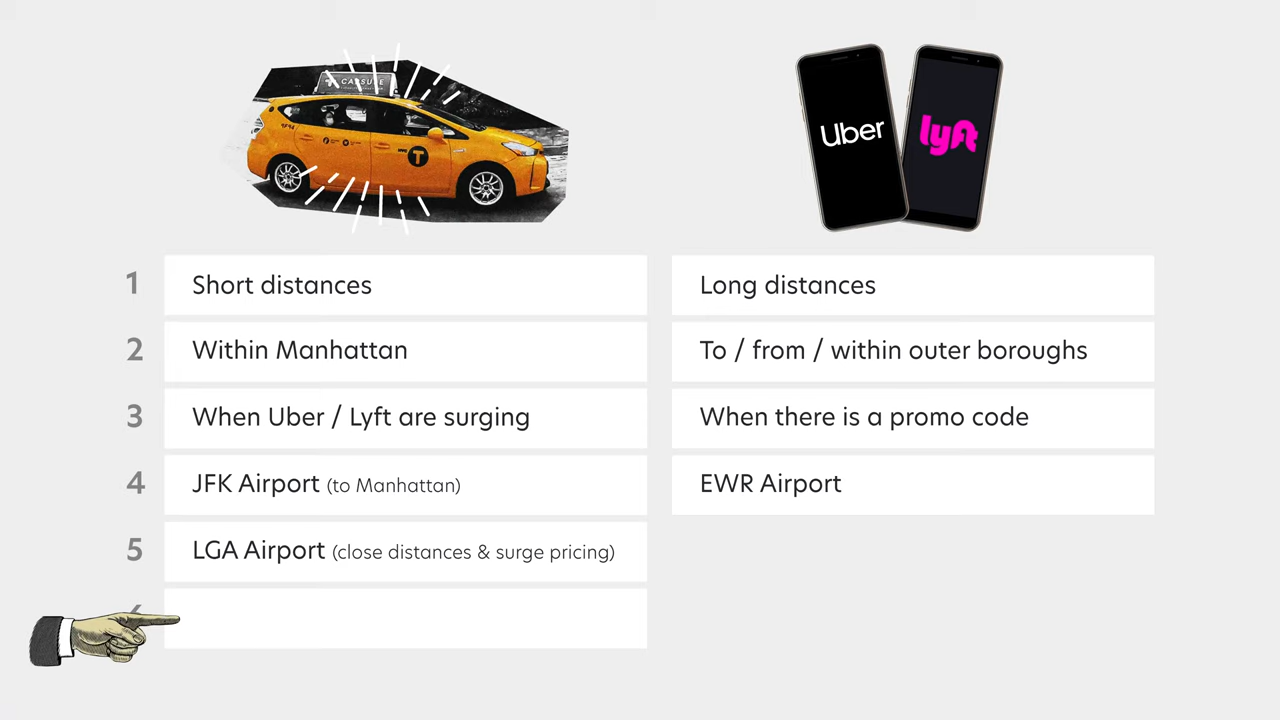 Uber
lyft
NYC T
1
Short distances
Long distances
2
Within Manhattan
To / from / within outer boroughs
3
When Uber / Lyft are surging
When there is a promo code
4
JFK Airport (to Manhattan)
EWR Airport
5
LGA Airport (close distances & surge pricing)